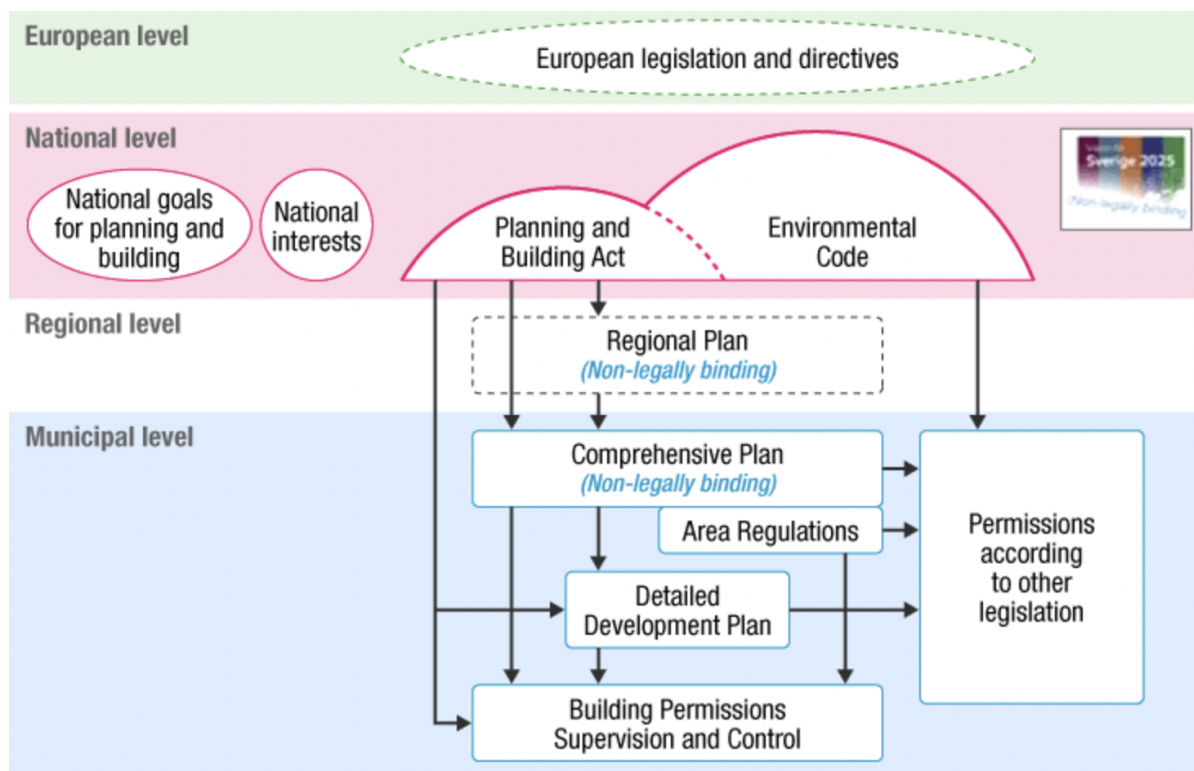 European level
European legislation and directives
National level
National goals
for planning and
building
National
interests
Planning and
Building Act
Environmental
Code
Vision för
Sverige 2025
(Non-legally binding)
Regional level
Regional Plan
(Non-legally binding)
Municipal level
Comprehensive Plan
(Non-legally binding)
Area Regulations
Detailed
Development Plan
Building Permissions
Supervision and Control
Permissions
according
to other
legislation